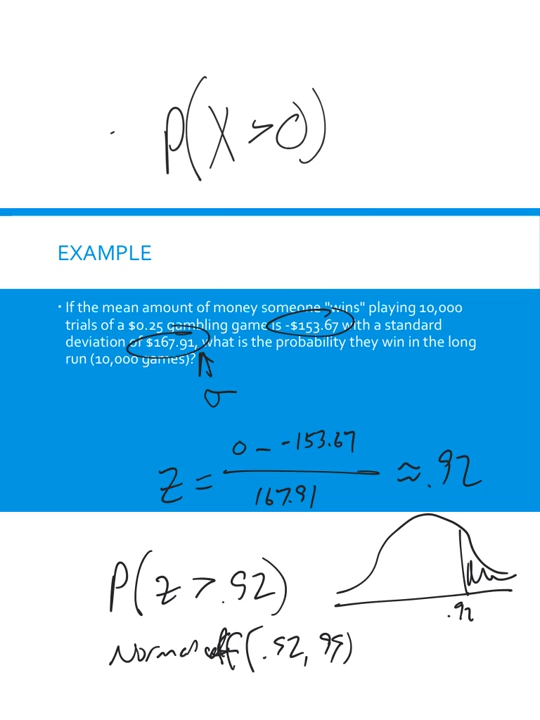 P(X>0)
EXAMPLE
• If the mean amount of money someone "wins" playing 10,000
trials of a $0.25 gambling game is -$153.67 with a standard
deviation of $167.91, what is the probability they win in the long
run (10,000 games)?
σ
Z = (0 - -153.67) / 167.91 ≈ .92
P(Z > .92)
.92
Normalcdf(.92, 99)